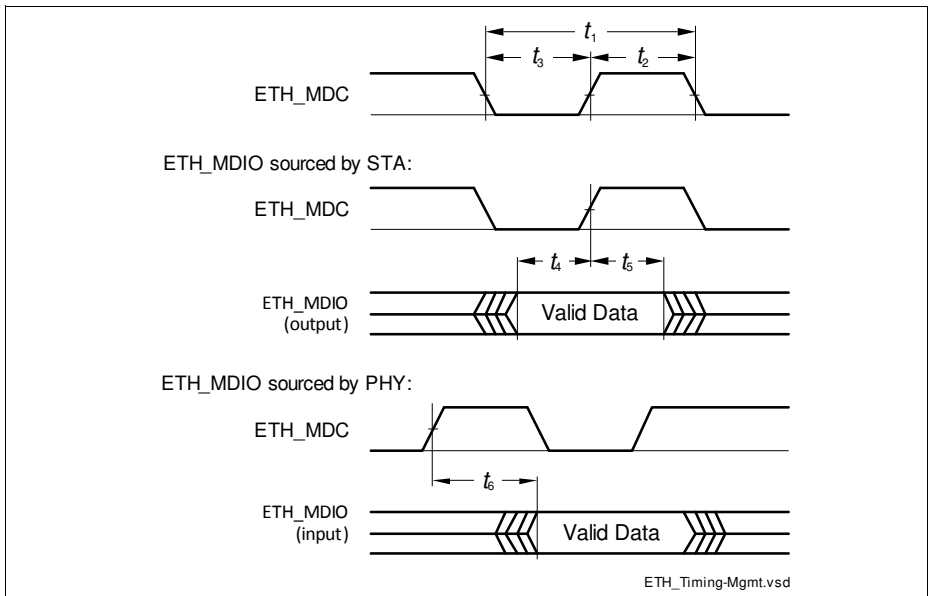 t1
t3 t2
ETH_MDC
ETH_MDIO sourced by STA:
ETH_MDC
t4 t5
ETH_MDIO
(output)
Valid Data
ETH_MDIO sourced by PHY:
ETH_MDC
t6
ETH_MDIO
(input)
Valid Data
ETH_Timing-Mgmt.vsd